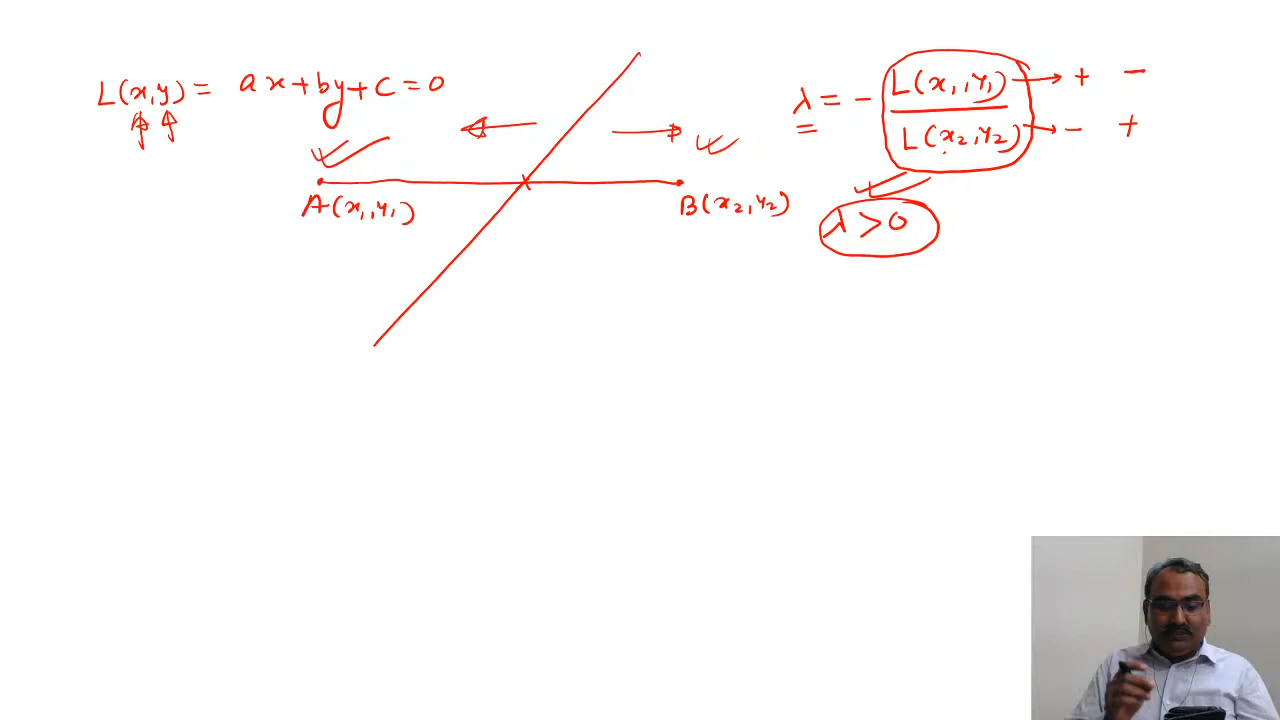 L(x,y) = ax+by+c=0
A(x₁,y₁)
B(x₂,y₂)
λ = - L(x₁,y₁) → + -
L(x₂,y₂) → - +
λ > 0